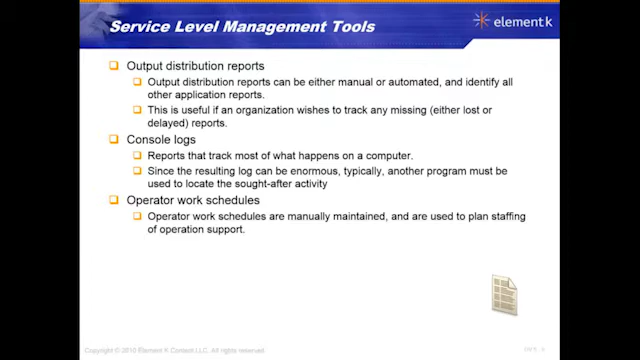 Service Level Management Tools
element k
Output distribution reports
Output distribution reports can be either manual or automated, and identify all
other application reports.
This is useful if an organization wishes to track any missing (either lost or
delayed) reports.
Console logs
Reports that track most of what happens on a computer.
Since the resulting log can be enormous, typically, another program must be
used to locate the sought-after activity
Operator work schedules
Operator work schedules are manually maintained, and are used to plan staffing
of operation support.
Copyright © 2010 Element K Content LLC. All rights reserved